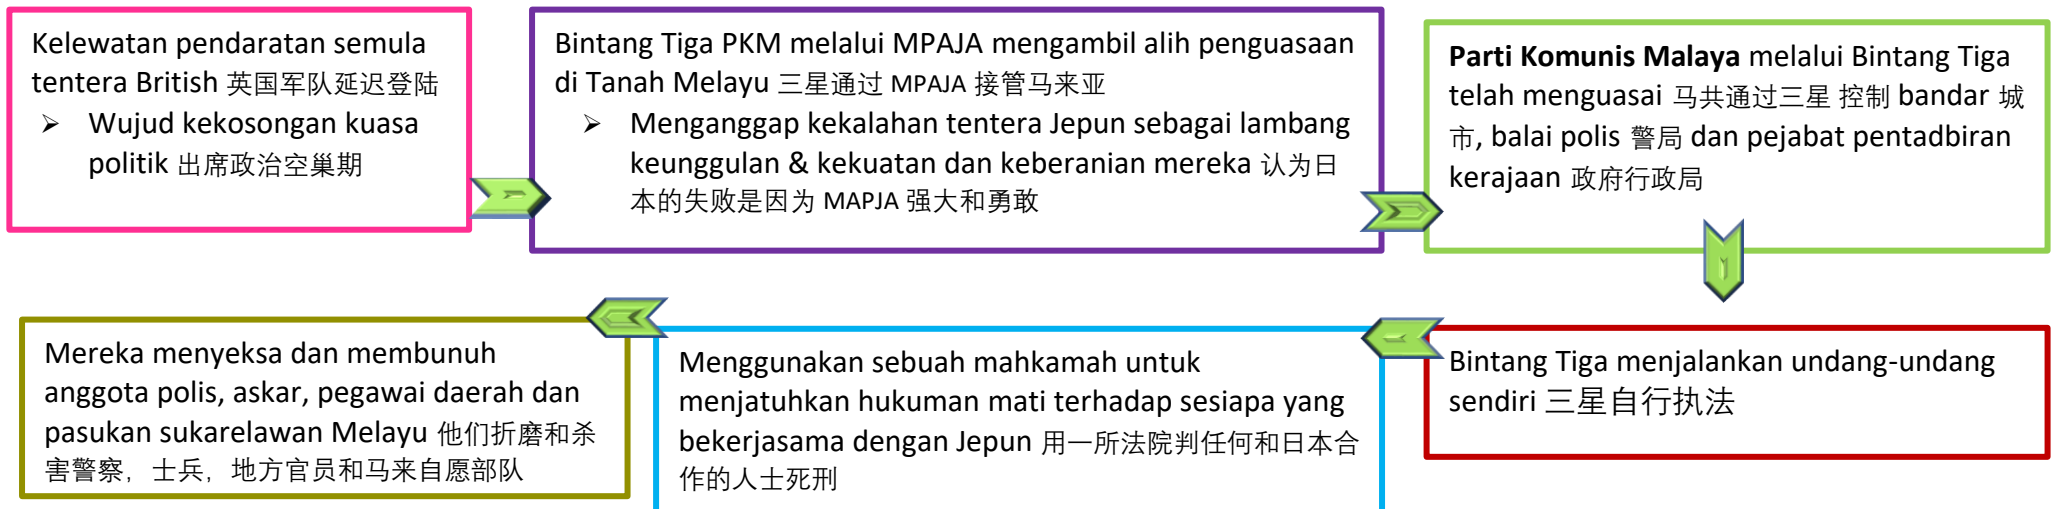 Kelewatan pendaratan semula
tentera British 英国军队延迟登陆
➢ Wujud kekosongan kuasa
politik 出席政治空巢期
Bintang Tiga PKM melalui MPAJA mengambil alih penguasaan
di Tanah Melayu 三星通过 MPAJA 接管马来亚
➢ Menganggap kekalahan tentera Jepun sebagai lambang
keunggulan & kekuatan dan keberanian mereka 认为日
本的失败是因为 MAPJA 强大和勇敢
Parti Komunis Malaya melalui Bintang Tiga
telah menguasai 马共通过三星 控制 bandar 城
市, balai polis 警局 dan pejabat pentadbiran
kerajaan 政府行政局
Bintang Tiga menjalankan undang-undang
sendiri 三星自行执法
Menggunakan sebuah mahkamah untuk
menjatuhkan hukuman mati terhadap sesiapa yang
bekerjasama dengan Jepun 用一所法院判任何和日本合
作的人士死刑
Mereka menyeksa dan membunuh
anggota polis, askar, pegawai daerah dan
pasukan sukarelawan Melayu 他们折磨和杀
害警察，士兵，地方官员和马来自愿部队